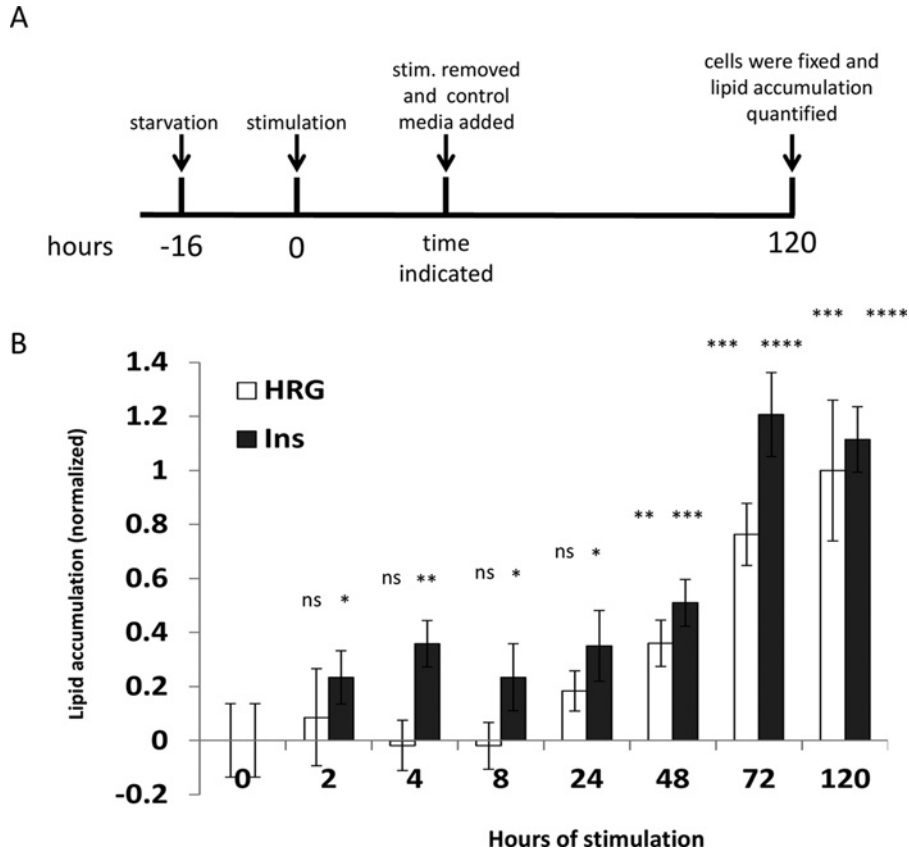 A
starvation
stimulation
stim. removed
and control
media added
cells were fixed and
lipid accumulation
quantified
hours
-16
0
time
indicated
120
B
Lipid accumulation (normalized)
1.4
1.2
1
0.8
0.6
0.4
0.2
0
-0.2
HRG
Ins
ns *
ns **
ns *
ns *
** ***
*** ****
*** ****
0 2 4 8 24 48 72 120
Hours of stimulation